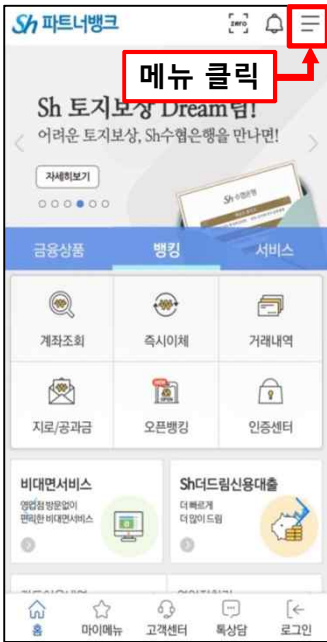 Sh 파트너뱅크
zero
메뉴 클릭
Sh 토지보상 Dream팀!
어려운 토지보상, Sh수협은행을 만나면!
자세히보기
Sh 수협은행
금융상품 뱅킹 서비스
계좌조회 즉시이체 거래내역
지로/공과금 오픈뱅킹 인증센터
비대면서비스
영업점 방문없이
편리한 비대면서비스
Sh더드림신용대출
더 빠르게
더 많이 드림
홈 마이메뉴 고객센터 톡상담 로그인